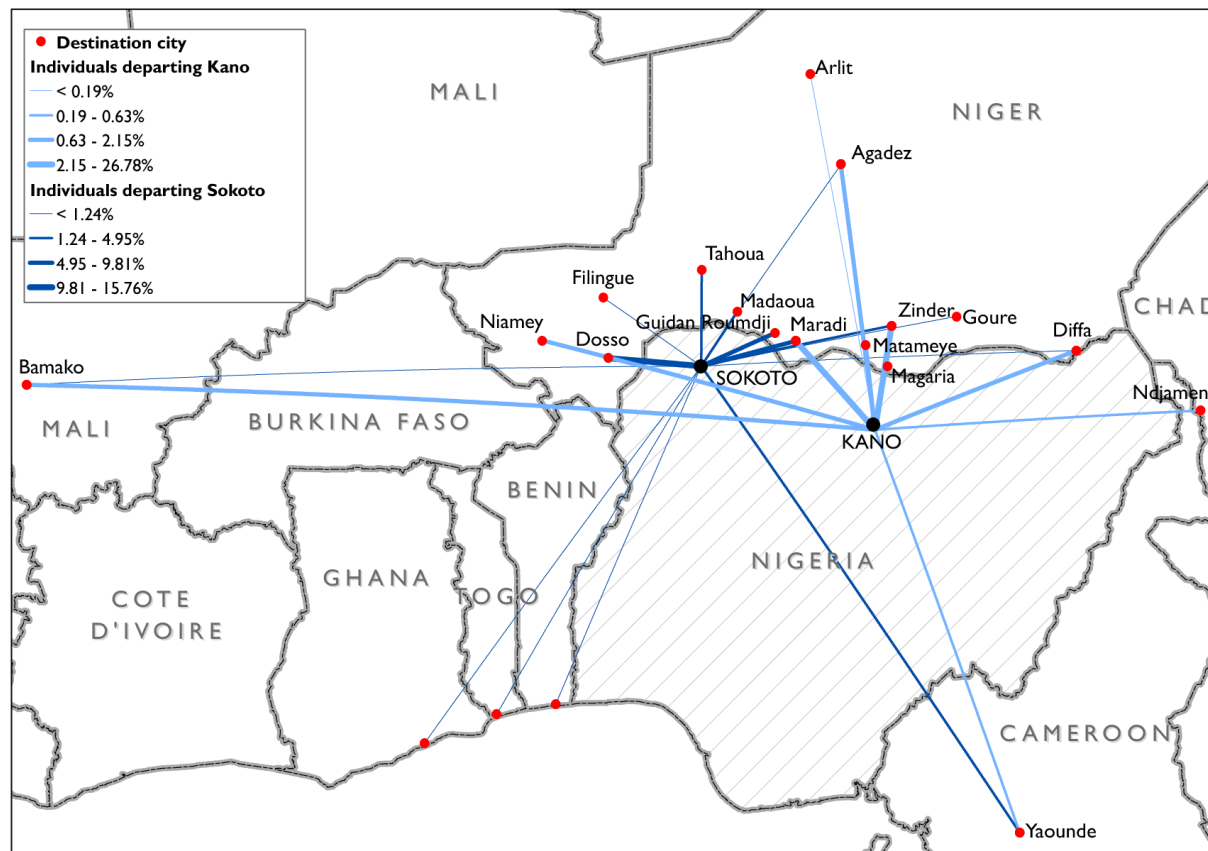 Destination city
Individuals departing Kano
< 0.19%
0.19 - 0.63%
0.63 - 2.15%
2.15 - 26.78%
Individuals departing Sokoto
< 1.24%
1.24 - 4.95%
4.95 - 9.81%
9.81 - 15.76%
MALI
NIGER
Arlit
Agadez
Tahoua
Filingue
Madaoua
Niamey
Guidan Roumdji
Maradi
Zinder
Goure
CHAD
Diffa
Dosso
Matameye
Bamako
SOKOTO
Magaria
Ndjamen
MALI
BURKINA FASO
KANO
BENIN
NIGERIA
GHANA
TOGO
COTE
D'IVOIRE
CAMEROON
Yaounde